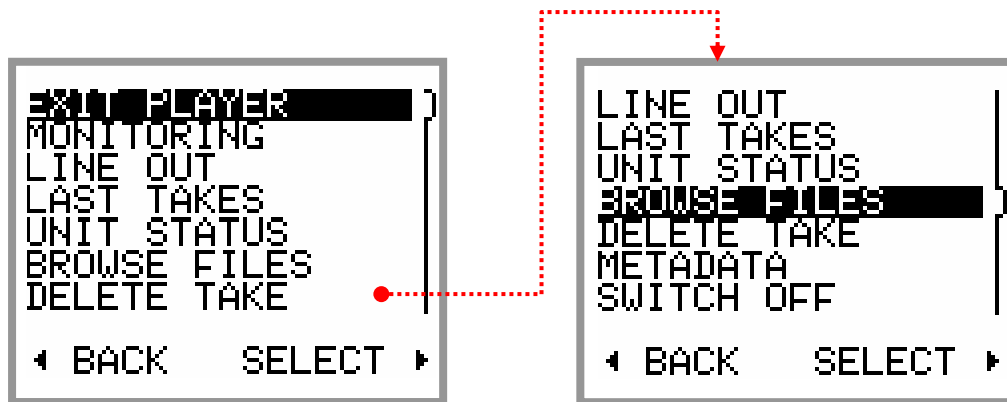 EXIT PLAYER
MONITORING
LINE OUT
LAST TAKES
UNIT STATUS
BROWSE FILES
DELETE TAKE
BACK SELECT
LINE OUT
LAST TAKES
UNIT STATUS
BROWSE FILES
DELETE TAKE
METADATA
SWITCH OFF
BACK SELECT